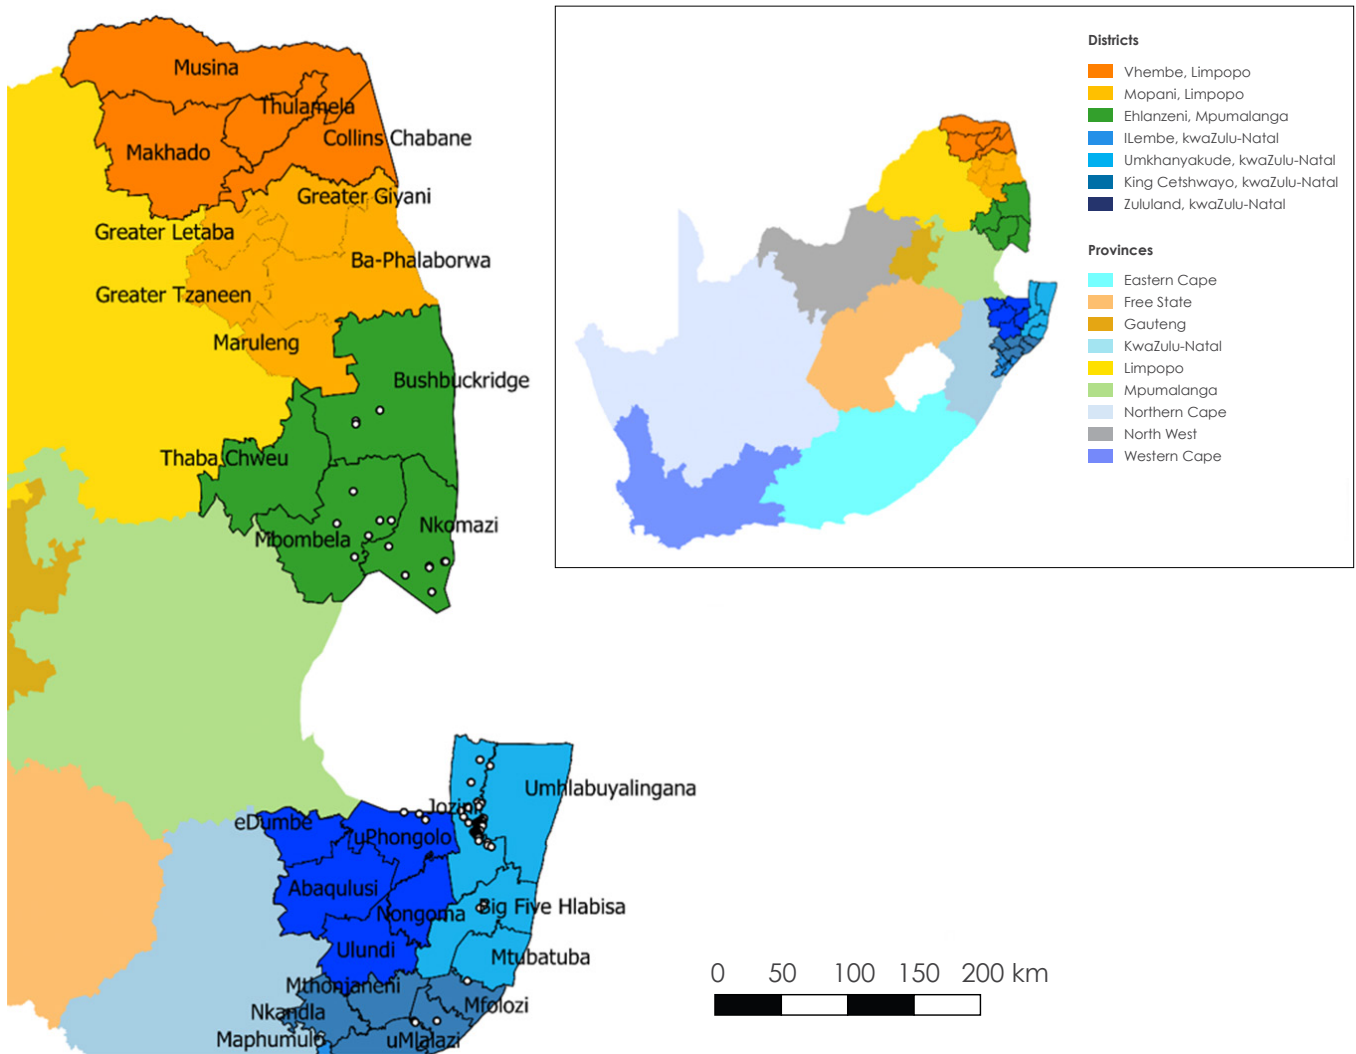 Musina
Thulamela
Collins Chabane
Makhado
Greater Giyani
Greater Letaba
Ba-Phalaborwa
Greater Tzaneen
Maruleng
Bushbuckridge
Thaba Chweu
Nkomazi
Mbombela
Umhlabuyalingana
Jozini
eDumbe
uPhongolo
Abaqulusi
Nongoma
Big Five Hlabisa
Ulundi
Mtubatuba
Mthonjaneni
Nkandla
Mfolozi
Maphumulo
uMlalazi
Districts
Vhembe, Limpopo
Mopani, Limpopo
Ehlanzeni, Mpumalanga
ILembe, kwaZulu-Natal
Umkhanyakude, kwaZulu-Natal
King Cetshwayo, kwaZulu-Natal
Zululand, kwaZulu-Natal
Provinces
Eastern Cape
Free State
Gauteng
KwaZulu-Natal
Limpopo
Mpumalanga
Northern Cape
North West
Western Cape
0 50 100 150 200 km